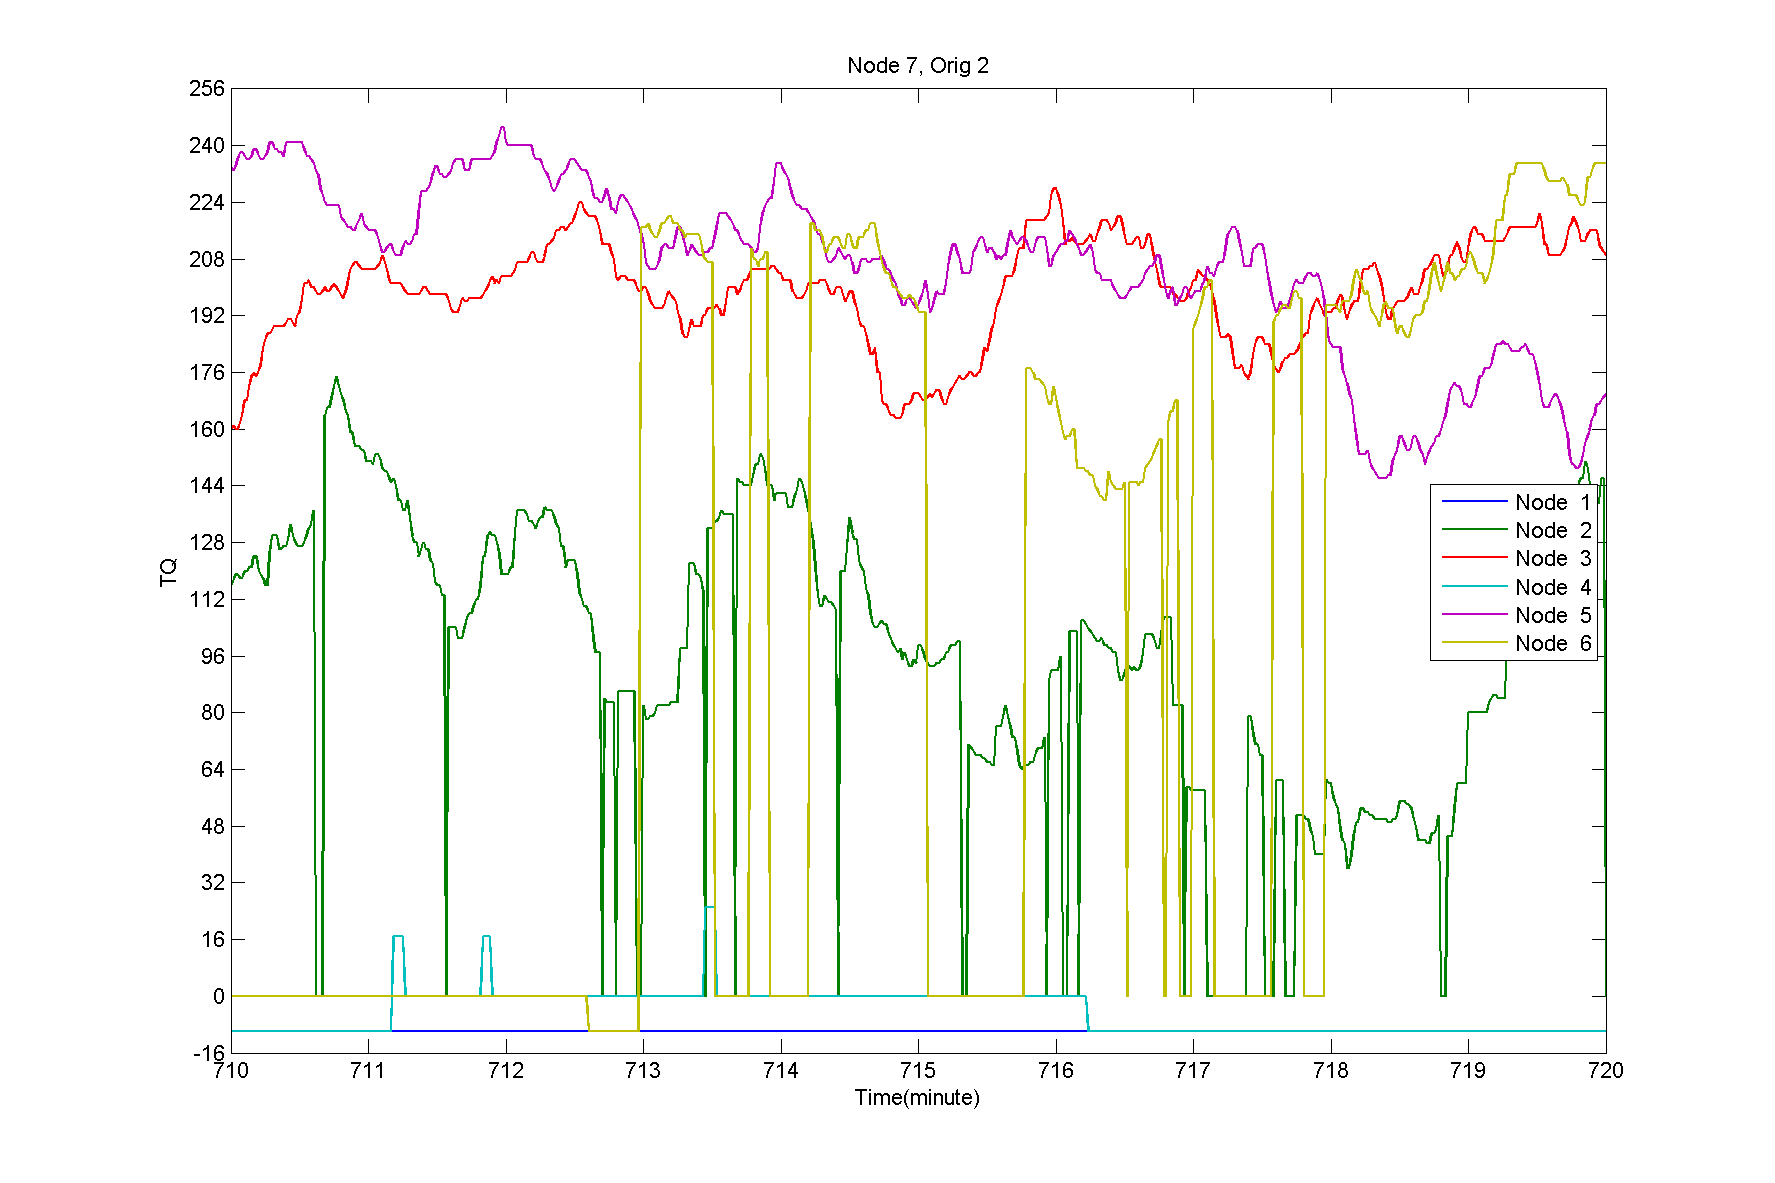 Node 7, Orig 2
256
240
224
208
192
176
160
144
128
112
96
80
64
48
32
16
0
-16
TQ
Node 1
Node 2
Node 3
Node 4
Node 5
Node 6
710 711 712 713 714 715 716 717 718 719 720
Time(minute)